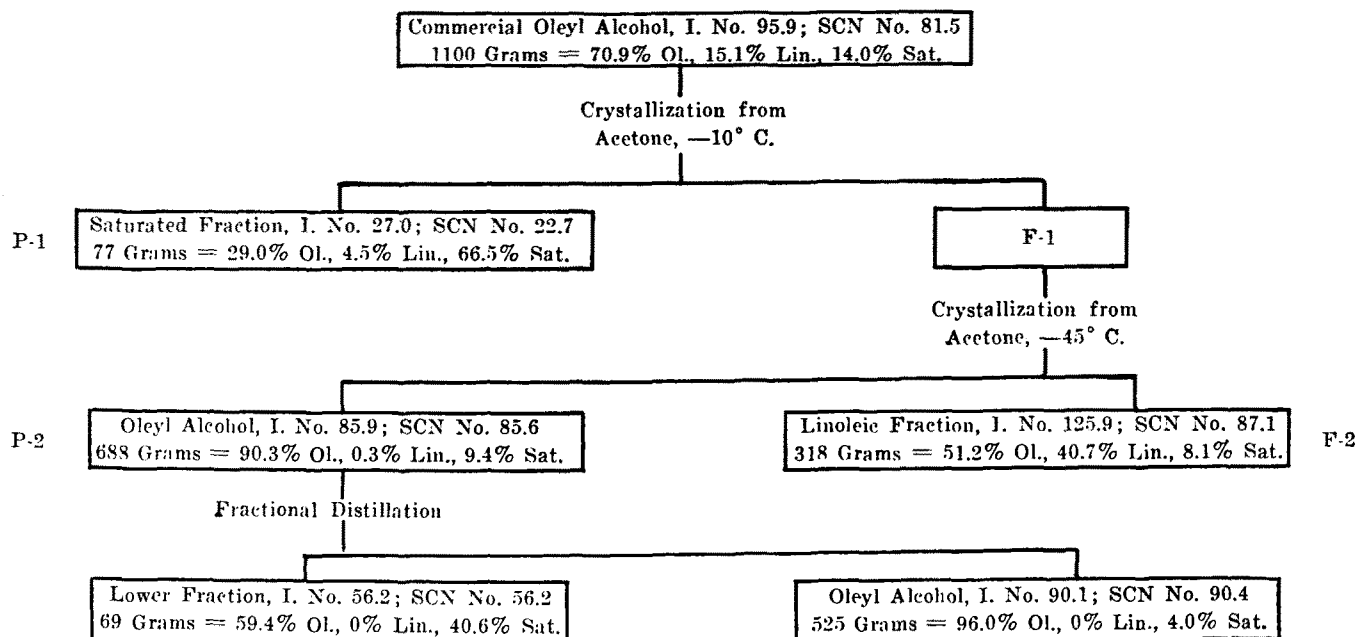 Commercial Oleyl Alcohol, I. No. 95.9; SCN No. 81.5
1100 Grams = 70.9% Ol., 15.1% Lin., 14.0% Sat.
Crystallization from
Acetone, —10° C.
P-1
Saturated Fraction, I. No. 27.0; SCN No. 22.7
77 Grams = 29.0% Ol., 4.5% Lin., 66.5% Sat.
F-1
Crystallization from
Acetone, —45° C.
P-2
Oleyl Alcohol, I. No. 85.9; SCN No. 85.6
688 Grams = 90.3% Ol., 0.3% Lin., 9.4% Sat.
Linoleic Fraction, I. No. 125.9; SCN No. 87.1
318 Grams = 51.2% Ol., 40.7% Lin., 8.1% Sat.
F-2
Fractional Distillation
Lower Fraction, I. No. 56.2; SCN No. 56.2
69 Grams = 59.4% Ol., 0% Lin., 40.6% Sat.
Oleyl Alcohol, I. No. 90.1; SCN No. 90.4
525 Grams = 96.0% Ol., 0% Lin., 4.0% Sat.